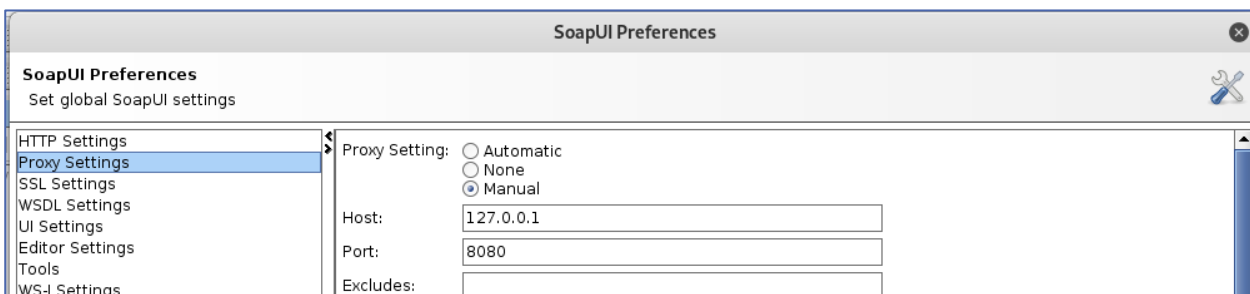 SoapUI Preferences
SoapUI Preferences
Set global SoapUI settings
HTTP Settings
Proxy Settings
SSL Settings
WSDL Settings
UI Settings
Editor Settings
Tools
WS-I Settings
Proxy Setting:
Automatic
None
Manual
Host: 127.0.0.1
Port: 8080
Excludes: